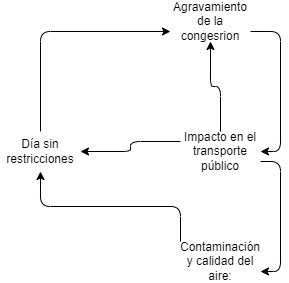 Agravamiento
de la
congesrion
Día sin
restricciones
Impacto en el
transporte
público
Contaminación
y calidad del
aire: